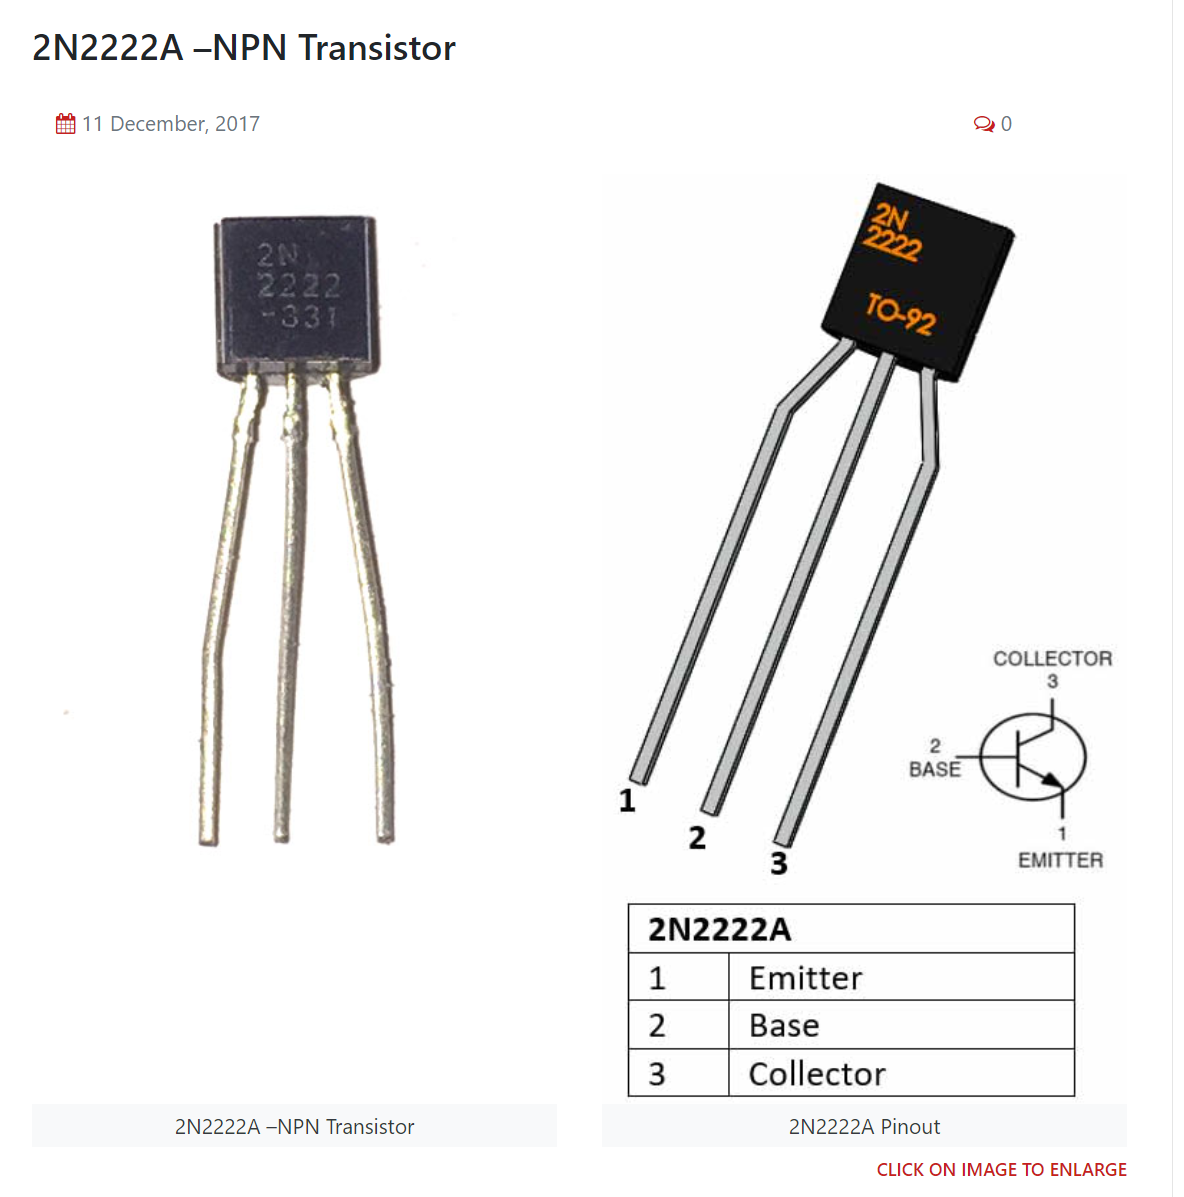 2N2222A –NPN Transistor
11 December, 2017
0
2N
2222
-331
2N
2222
TO-92
1
2
3
COLLECTOR
3
2
BASE
1
EMITTER
2N2222A
1 Emitter
2 Base
3 Collector
2N2222A –NPN Transistor
2N2222A Pinout
CLICK ON IMAGE TO ENLARGE